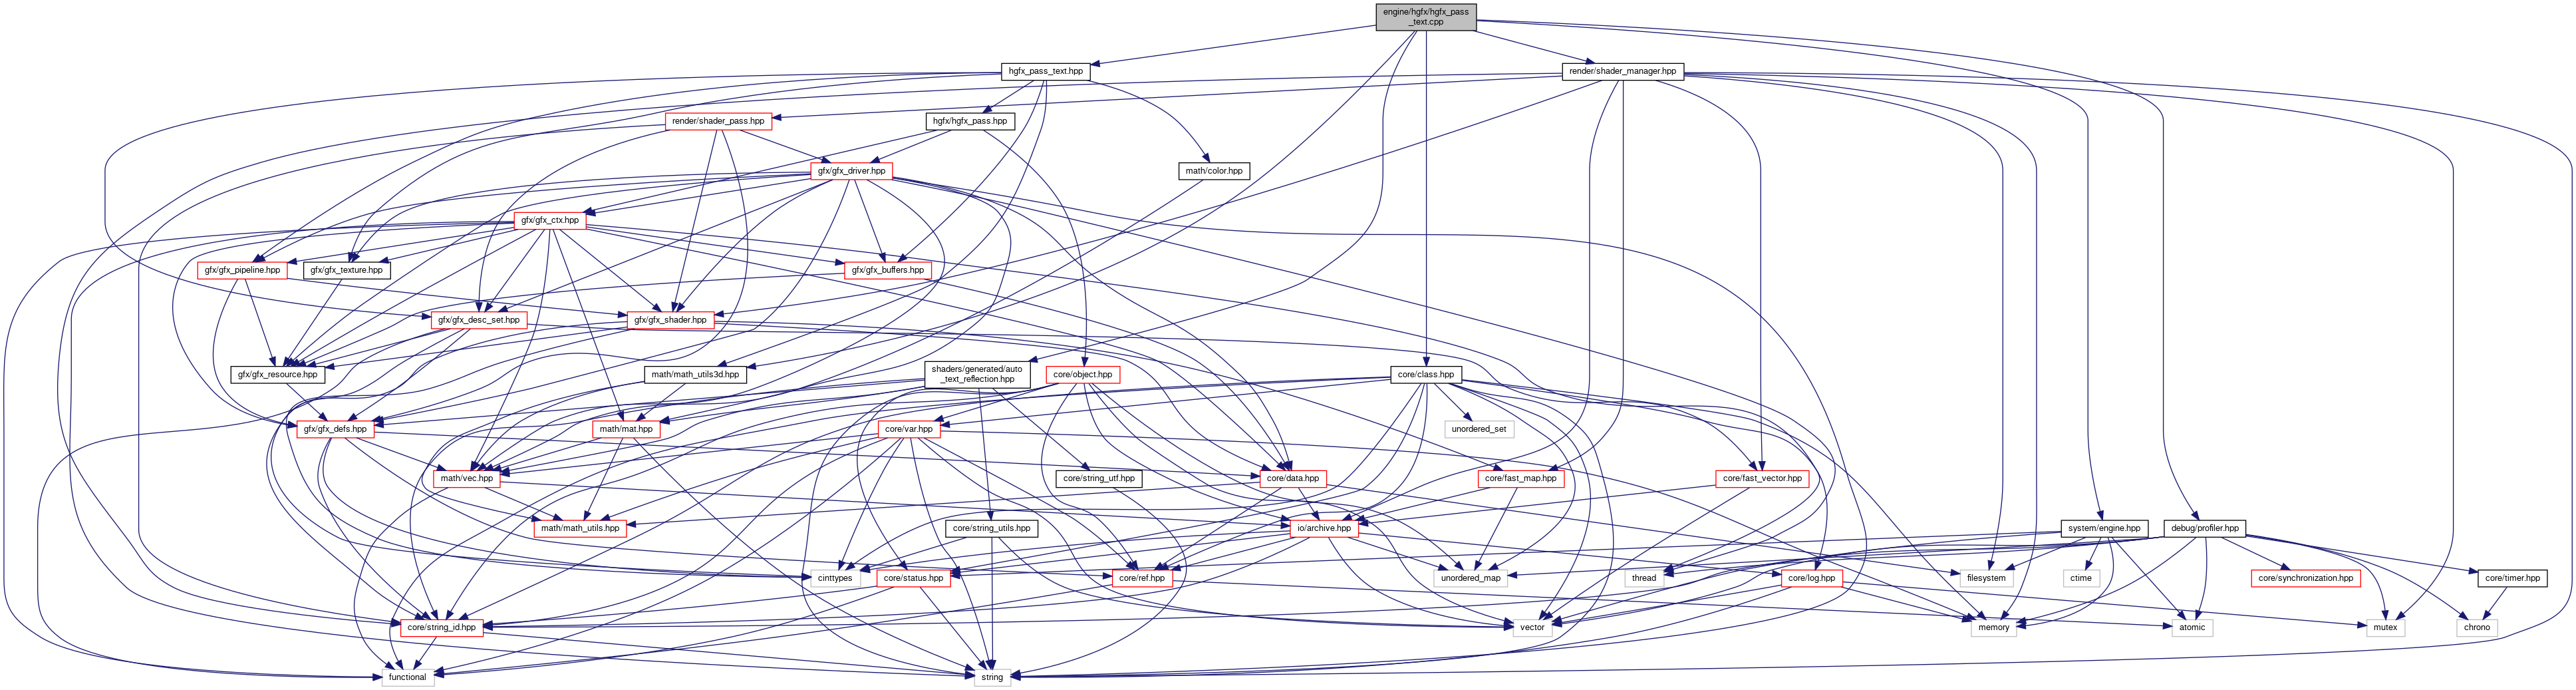 engine/hgfx/hgfx_pass
_text.cpp
hgfx_pass_text.hpp
render/shader_manager.hpp
render/shader_pass.hpp
hgfx/hgfx_pass.hpp
gfx/gfx_driver.hpp
math/color.hpp
gfx/gfx_ctx.hpp
gfx/gfx_pipeline.hpp
gfx/gfx_texture.hpp
gfx/gfx_buffers.hpp
gfx/gfx_desc_set.hpp
gfx/gfx_shader.hpp
gfx/gfx_resource.hpp
math/math_utils3d.hpp
shaders/generated/auto
_text_reflection.hpp
core/object.hpp
core/class.hpp
gfx/gfx_defs.hpp
math/mat.hpp
core/var.hpp
unordered_set
math/vec.hpp
core/string_utf.hpp
core/data.hpp
core/fast_map.hpp
core/fast_vector.hpp
math/math_utils.hpp
core/string_utils.hpp
io/archive.hpp
system/engine.hpp
debug/profiler.hpp
cinttypes
core/status.hpp
core/ref.hpp
unordered_map
thread
core/log.hpp
filesystem
ctime
core/synchronization.hpp
core/timer.hpp
core/string_id.hpp
vector
memory
atomic
mutex
chrono
functional
string